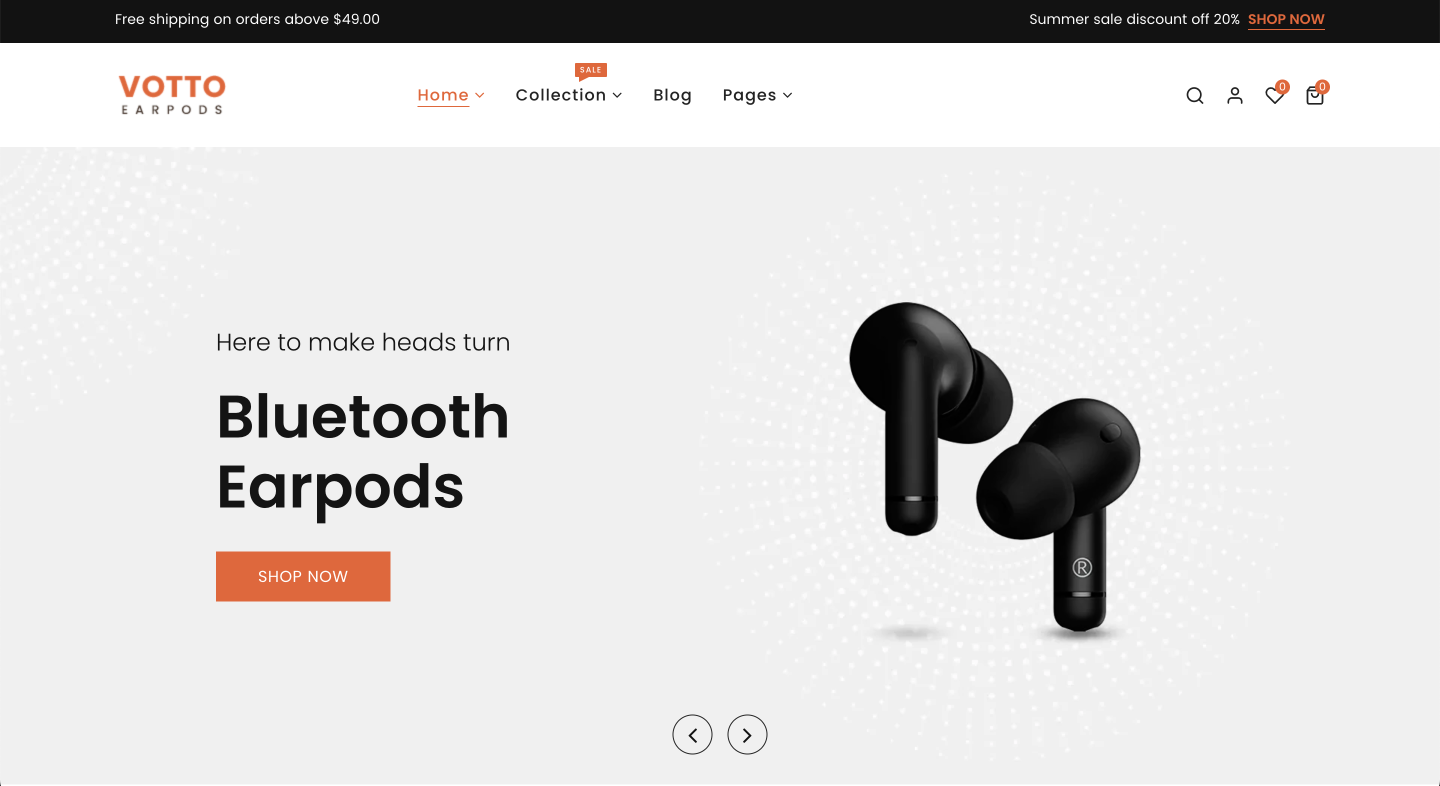 Free shipping on orders above $49.00
Summer sale discount off 20% SHOP NOW
VOTTO
EARPODS
SALE
Home
Collection
Blog
Pages
0
0
Here to make heads turn
Bluetooth
Earpods
SHOP NOW
®